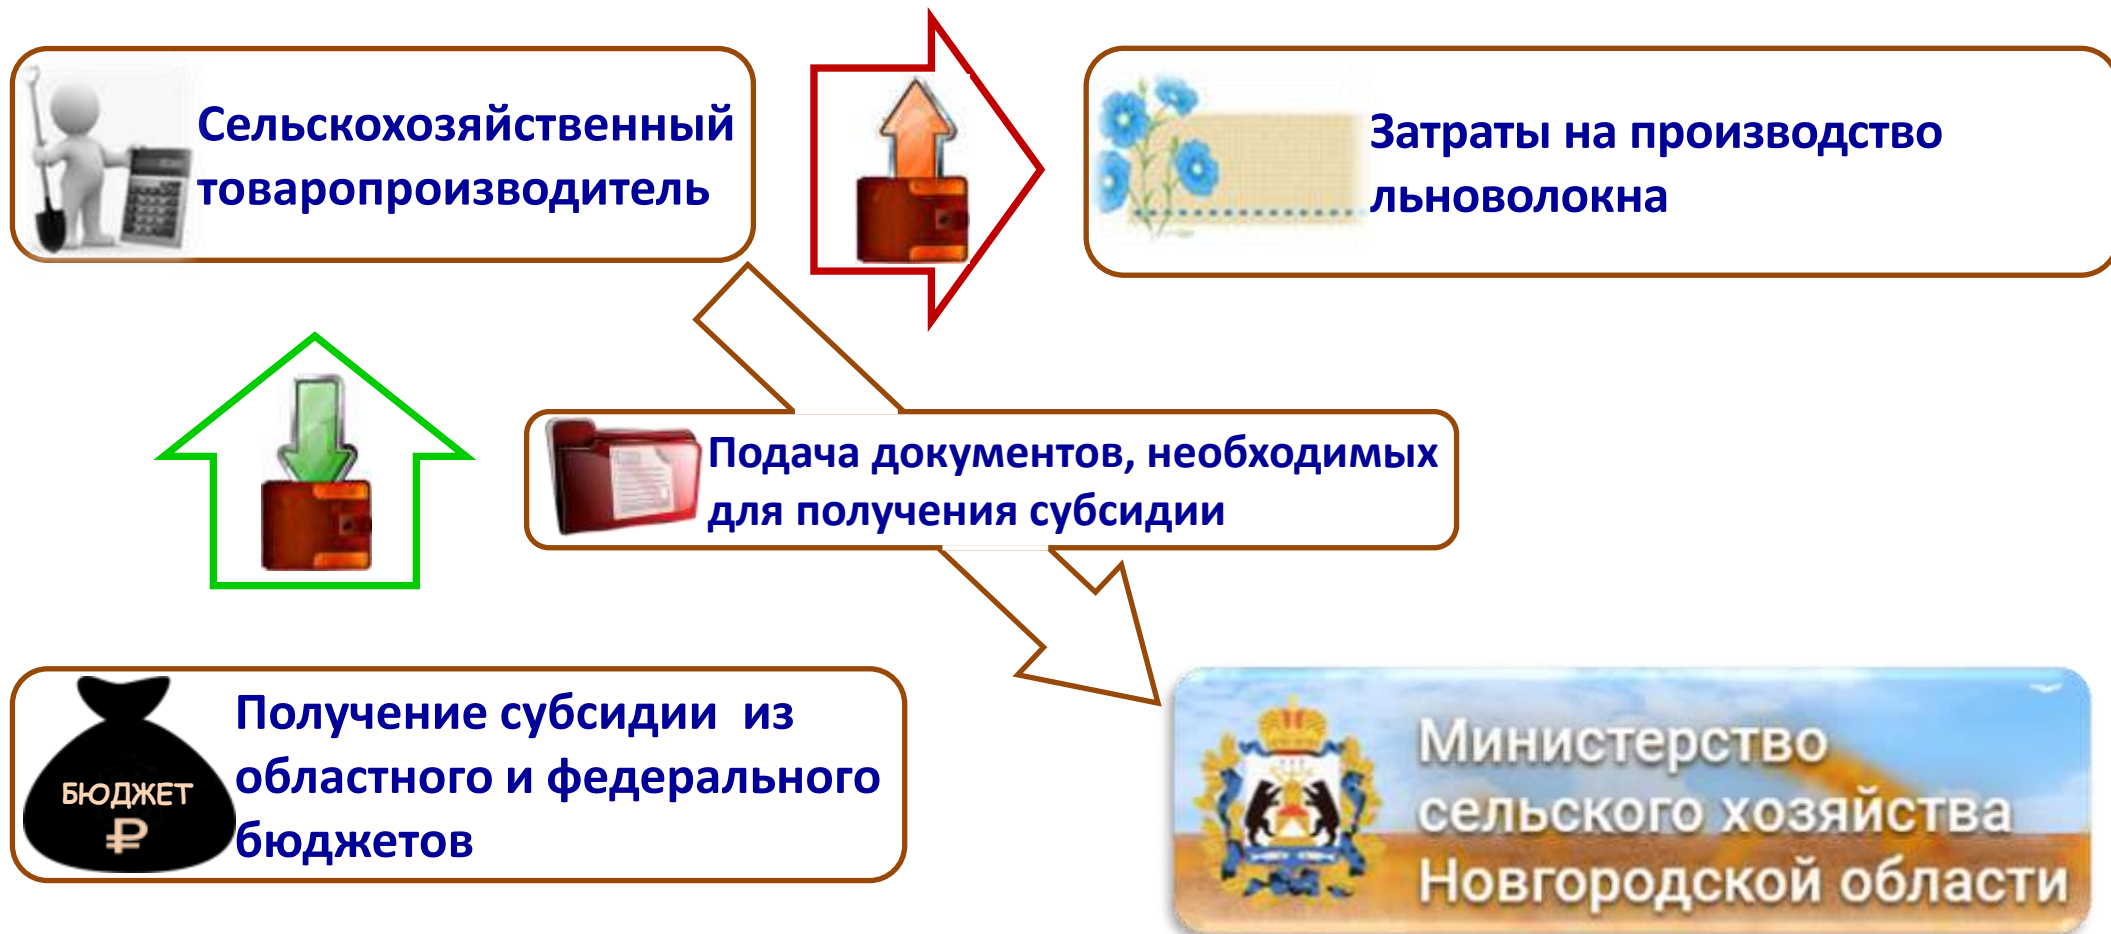 Сельскохозяйственный
товаропроизводитель
Затраты на производство
льноволокна
Подача документов, необходимых
для получения субсидии
БЮДЖЕТ
₽
Получение субсидии из
областного и федерального
бюджетов
Министерство
сельского хозяйства
Новгородской области